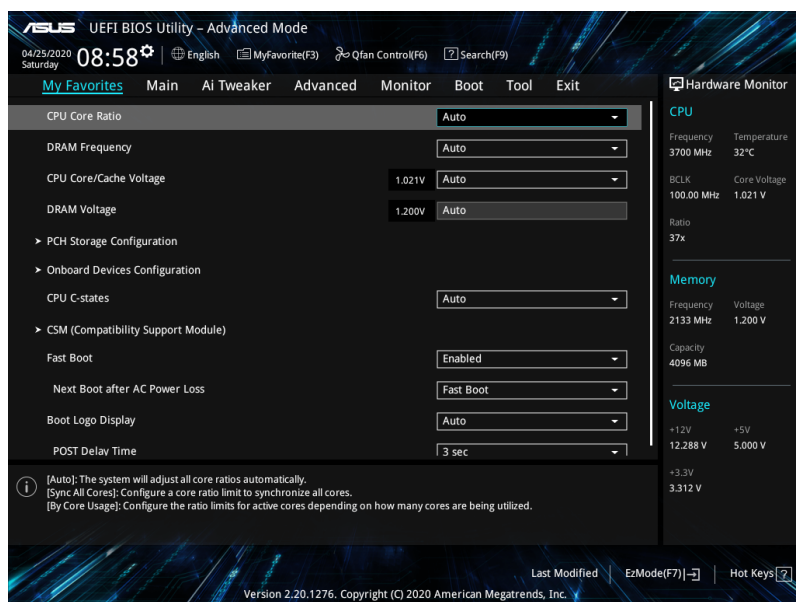 ASUS UEFI BIOS Utility – Advanced Mode
04/25/2020 Saturday 08:58 English MyFavorite(F3) Qfan Control(F6) ? Search(F9)
My Favorites Main Ai Tweaker Advanced Monitor Boot Tool Exit
CPU Core Ratio Auto
DRAM Frequency Auto
CPU Core/Cache Voltage 1.021V Auto
DRAM Voltage 1.200V Auto
> PCH Storage Configuration
> Onboard Devices Configuration
CPU C-states Auto
> CSM (Compatibility Support Module)
Fast Boot Enabled
Next Boot after AC Power Loss Fast Boot
Boot Logo Display Auto
POST Delay Time 3 sec
i [Auto]: The system will adjust all core ratios automatically.
[Sync All Cores]: Configure a core ratio limit to synchronize all cores.
[By Core Usage]: Configure the ratio limits for active cores depending on how many cores are being utilized.
Hardware Monitor
CPU
Frequency Temperature
3700 MHz 32°C
BCLK Core Voltage
100.00 MHz 1.021 V
Ratio
37x
Memory
Frequency Voltage
2133 MHz 1.200 V
Capacity
4096 MB
Voltage
+12V +5V
12.288 V 5.000 V
+3.3V
3.312 V
Last Modified EzMode(F7) Hot Keys ?
Version 2.20.1276. Copyright (C) 2020 American Megatrends, Inc.